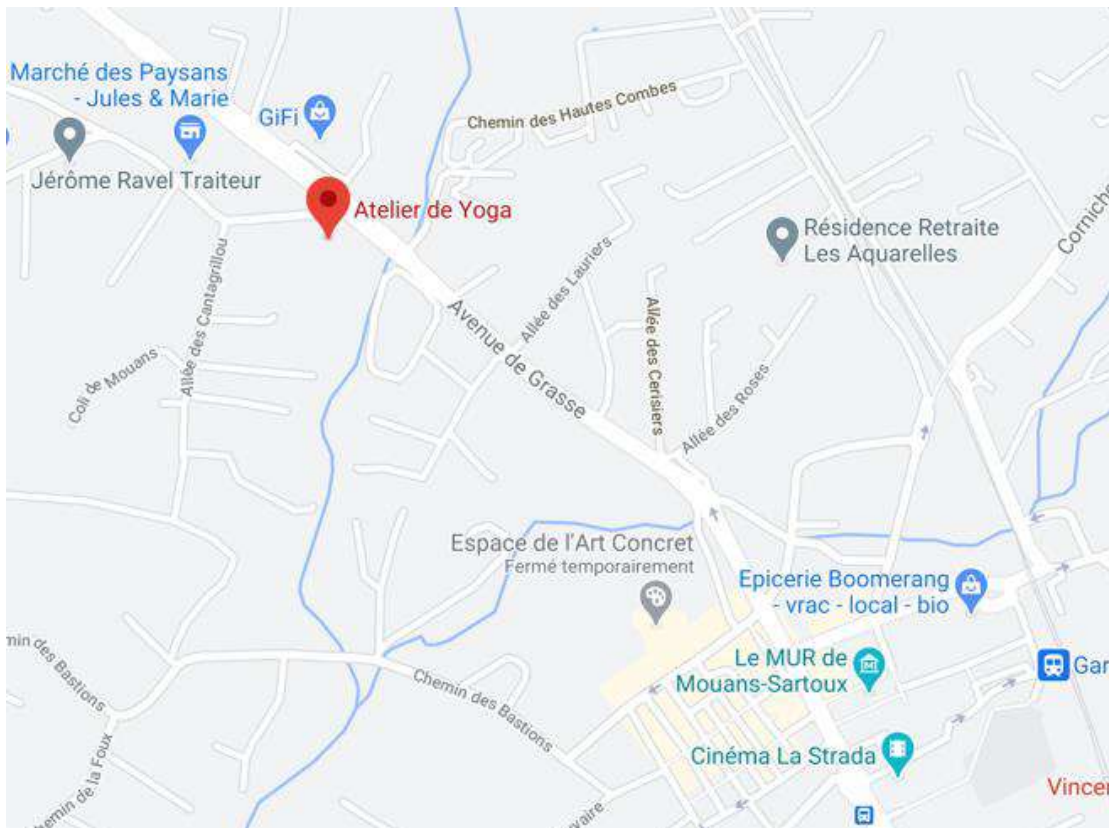 Marché des Paysans
- Jules & Marie
GiFi
Chemin des Hautes Combes
Jérôme Ravel Traiteur
Atelier de Yoga
Résidence Retraite
Les Aquarelles
Corniche
Allée des Cantagrillou
Allée des Lauriers
Avenue de Grasse
Allée des Cerisiers
Allée des Roses
Coli de Mouans
Espace de l'Art Concret
Fermé temporairement
Epicerie Boomerang
- vrac - local - bio
min des Bastions
Chemin des Bastions
Le MUR de
Mouans-Sartoux
Gar
Cinéma La Strada
Chemin de la Foux
Vincen
vaire